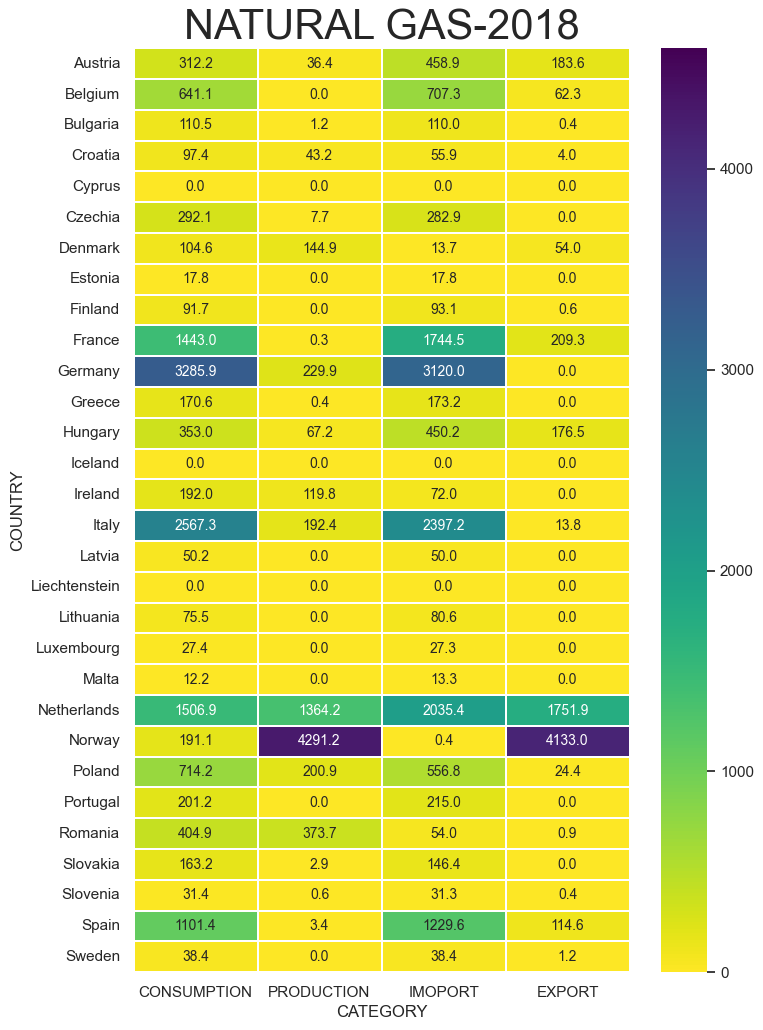 NATURAL GAS-2018
Austria 312.2 36.4 458.9 183.6
Belgium 641.1 0.0 707.3 62.3
Bulgaria 110.5 1.2 110.0 0.4
Croatia 97.4 43.2 55.9 4.0
Cyprus 0.0 0.0 0.0 0.0
Czechia 292.1 7.7 282.9 0.0
Denmark 104.6 144.9 13.7 54.0
Estonia 17.8 0.0 17.8 0.0
Finland 91.7 0.0 93.1 0.6
France 1443.0 0.3 1744.5 209.3
Germany 3285.9 229.9 3120.0 0.0
Greece 170.6 0.4 173.2 0.0
Hungary 353.0 67.2 450.2 176.5
Iceland 0.0 0.0 0.0 0.0
Ireland 192.0 119.8 72.0 0.0
Italy 2567.3 192.4 2397.2 13.8
Latvia 50.2 0.0 50.0 0.0
Liechtenstein 0.0 0.0 0.0 0.0
Lithuania 75.5 0.0 80.6 0.0
Luxembourg 27.4 0.0 27.3 0.0
Malta 12.2 0.0 13.3 0.0
Netherlands 1506.9 1364.2 2035.4 1751.9
Norway 191.1 4291.2 0.4 4133.0
Poland 714.2 200.9 556.8 24.4
Portugal 201.2 0.0 215.0 0.0
Romania 404.9 373.7 54.0 0.9
Slovakia 163.2 2.9 146.4 0.0
Slovenia 31.4 0.6 31.3 0.4
Spain 1101.4 3.4 1229.6 114.6
Sweden 38.4 0.0 38.4 1.2
CONSUMPTION PRODUCTION IMOPORT EXPORT
CATEGORY
COUNTRY
4000
3000
2000
1000
0